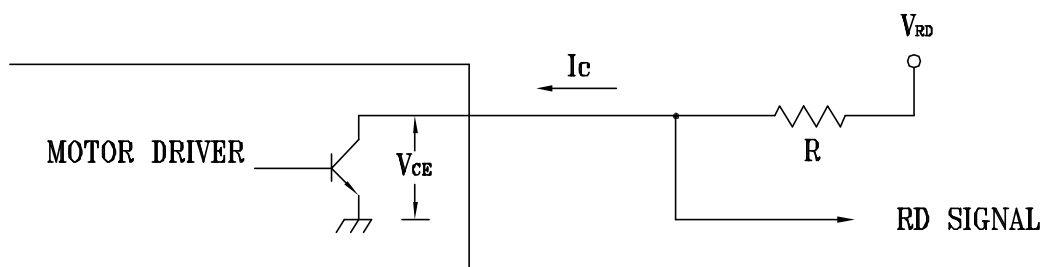 V_RD
Ic
MOTOR DRIVER
V_CE
R
RD SIGNAL